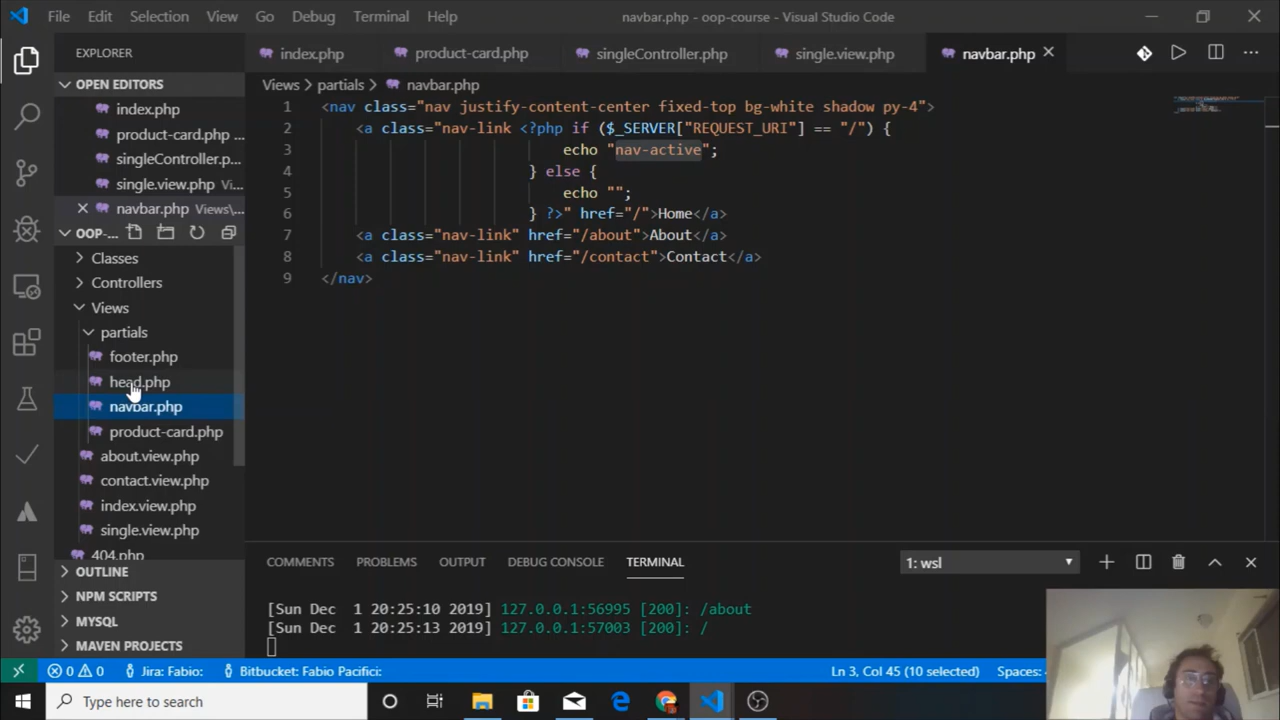 File Edit Selection View Go Debug Terminal Help navbar.php - oop-course - Visual Studio Code
EXPLORER
OPEN EDITORS
index.php
product-card.php ...
singleController.p...
single.view.php Vi...
navbar.php Views\...
OOP-...
Classes
Controllers
Views
partials
footer.php
head.php
navbar.php
product-card.php
about.view.php
contact.view.php
index.view.php
single.view.php
404.php
OUTLINE
NPM SCRIPTS
MYSQL
MAVEN PROJECTS
index.php product-card.php singleController.php single.view.php navbar.php
Views > partials > navbar.php
1 <nav class="nav justify-content-center fixed-top bg-white shadow py-4">
2 <a class="nav-link <?php if ($_SERVER["REQUEST_URI"] == "/") {
3 echo "nav-active";
4 } else {
5 echo "";
6 } ?>" href="/">Home</a>
7 <a class="nav-link" href="/about">About</a>
8 <a class="nav-link" href="/contact">Contact</a>
9 </nav>
COMMENTS PROBLEMS OUTPUT DEBUG CONSOLE TERMINAL 1: wsl
[Sun Dec 1 20:25:10 2019] 127.0.0.1:56995 [200]: /about
[Sun Dec 1 20:25:13 2019] 127.0.0.1:57003 [200]: /
0 0 Jira: Fabio: Bitbucket: Fabio Pacifici: Ln 3, Col 45 (10 selected) Spaces:
Type here to search